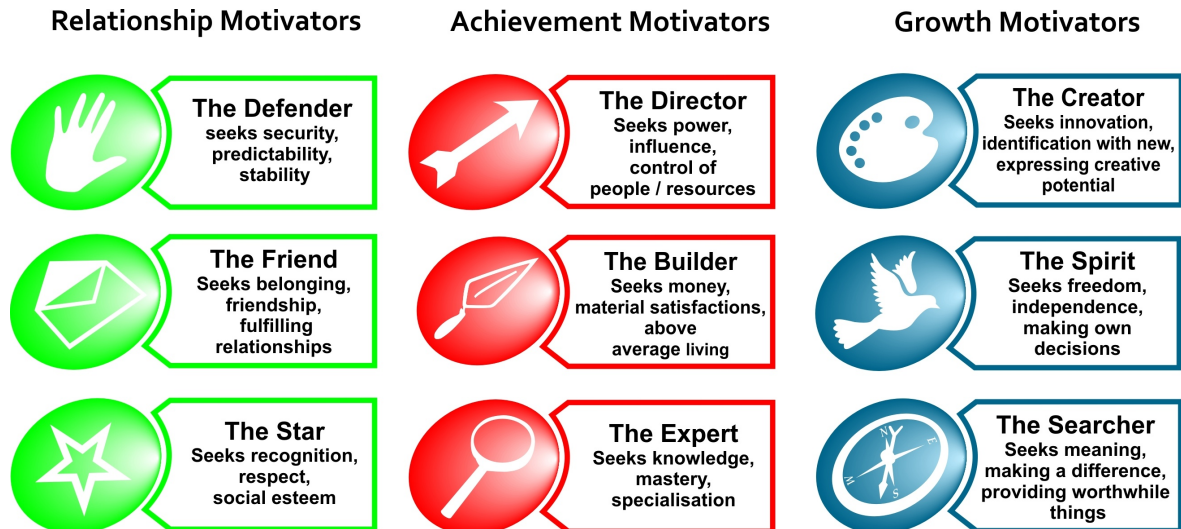 Relationship Motivators
The Defender
seeks security,
predictability,
stability
The Friend
Seeks belonging,
friendship,
fulfilling
relationships
The Star
Seeks recognition,
respect,
social esteem
Achievement Motivators
The Director
Seeks power,
influence,
control of
people / resources
The Builder
Seeks money,
material satisfactions,
above
average living
The Expert
Seeks knowledge,
mastery,
specialisation
Growth Motivators
The Creator
Seeks innovation,
identification with new,
expressing creative
potential
The Spirit
Seeks freedom,
independence,
making own
decisions
N
E
W
S
The Searcher
Seeks meaning,
making a difference,
providing worthwhile
things